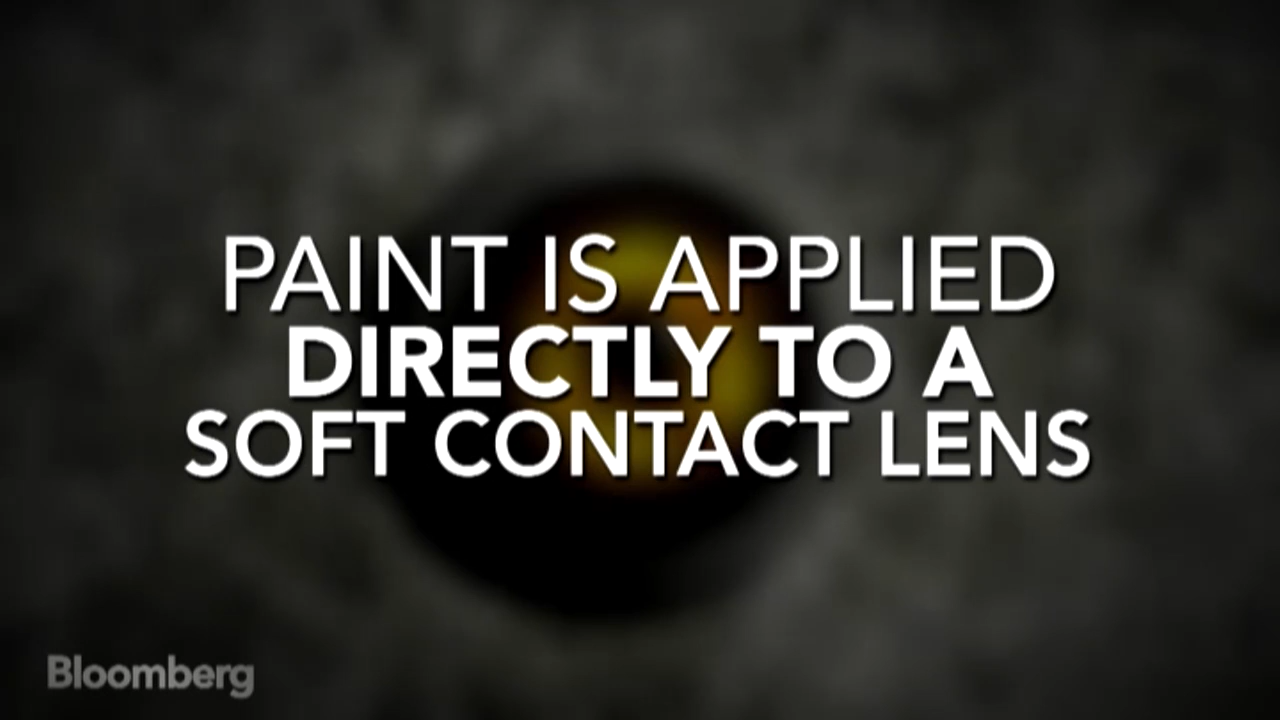 PAINT IS APPLIED
DIRECTLY TO A
SOFT CONTACT LENS
Bloomberg